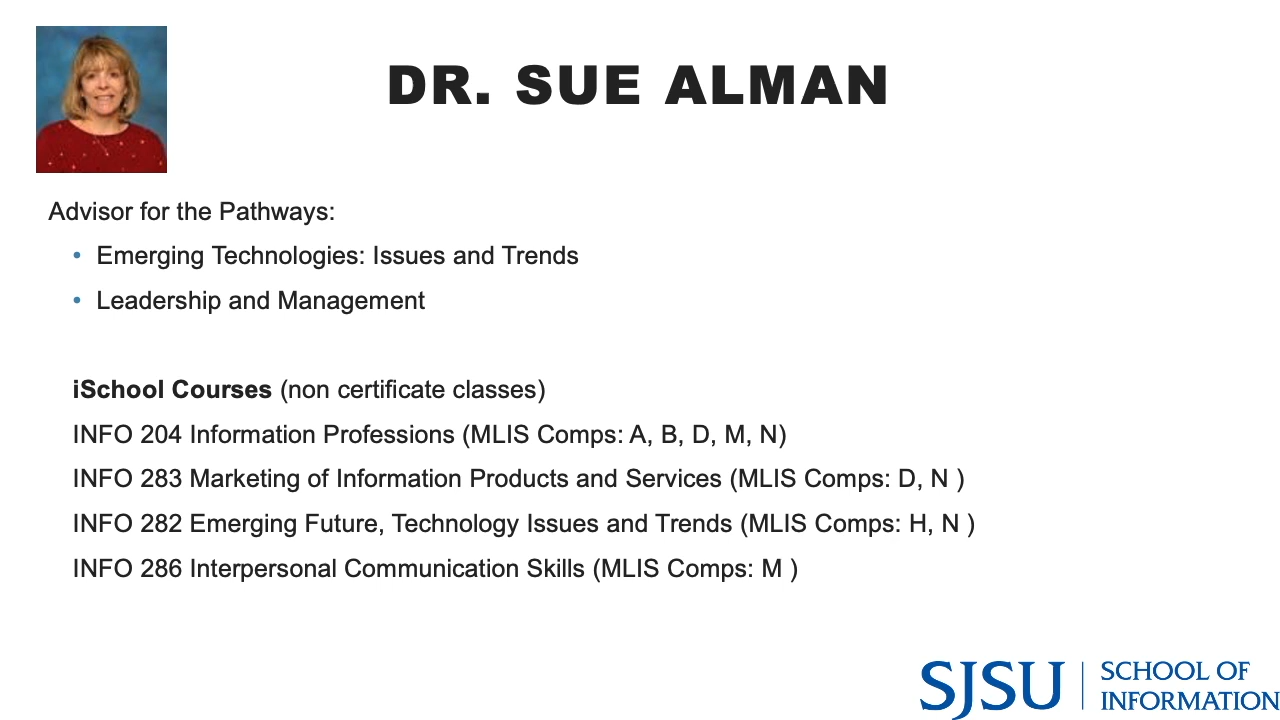 DR. SUE ALMAN
Advisor for the Pathways:
• Emerging Technologies: Issues and Trends
• Leadership and Management
iSchool Courses (non certificate classes)
INFO 204 Information Professions (MLIS Comps: A, B, D, M, N)
INFO 283 Marketing of Information Products and Services (MLIS Comps: D, N )
INFO 282 Emerging Future, Technology Issues and Trends (MLIS Comps: H, N )
INFO 286 Interpersonal Communication Skills (MLIS Comps: M )
SJSU
SCHOOL OF
INFORMATION